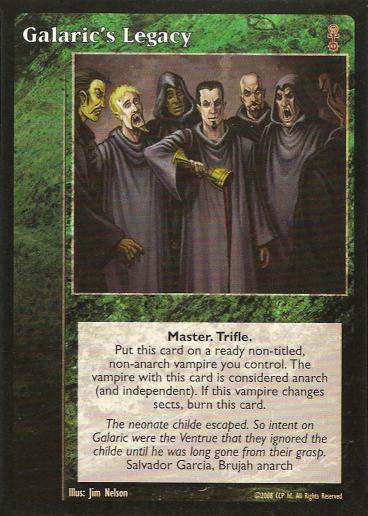 Galaric's Legacy
Master. Trifle.
Put this card on a ready non-titled,
non-anarch vampire you control. The
vampire with this card is considered anarch
(and independent). If this vampire changes
sects, burn this card.
The neonate childe escaped. So intent on
Galaric were the Ventrue that they ignored the
childe until he was long gone from their grasp.
Salvador Garcia, Brujah anarch
Illus: Jim Nelson
©2008 CCP hf. All Rights Reserved